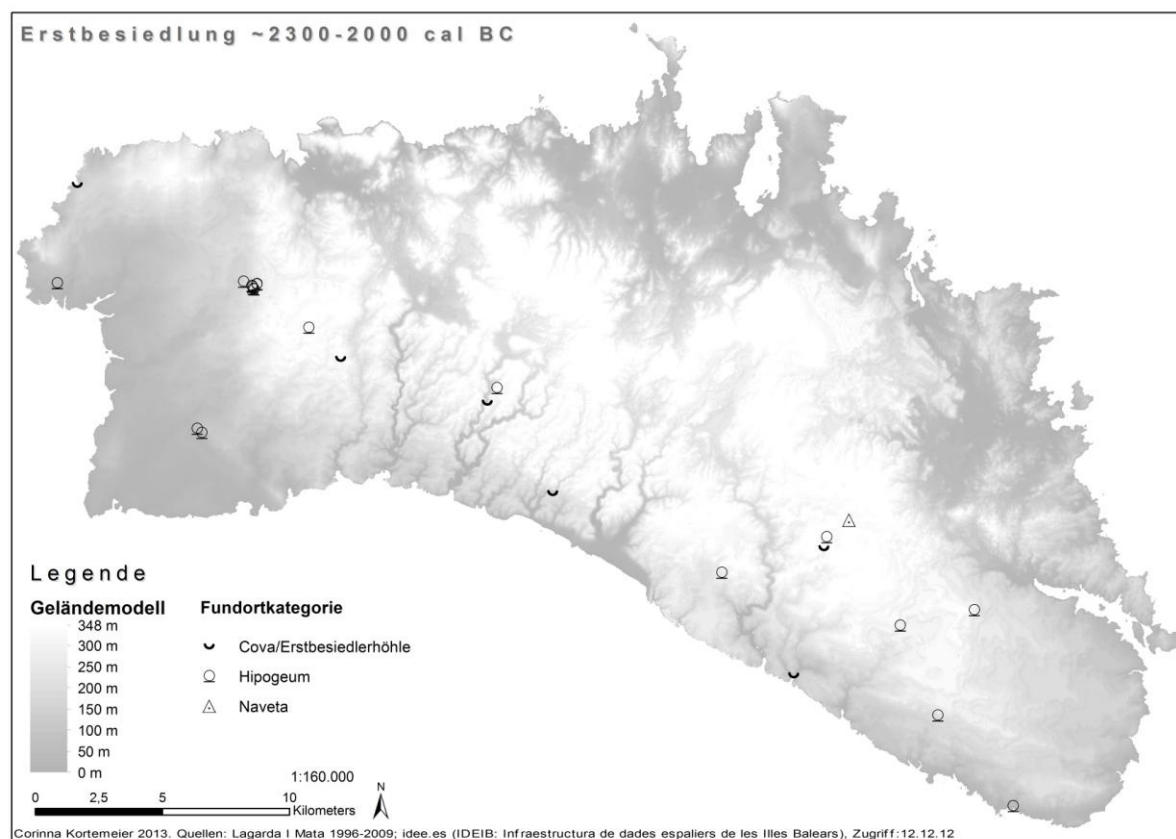 Erstbesiedlung ~2300-2000 cal BC
Legende
Geländemodell
348 m
300 m
250 m
200 m
150 m
100 m
50 m
0 m
Fundortkategorie
Cova/Erstbesiedlerhöhle
Hipogeum
Naveta
1:160.000
N
0 2,5 5 10
Kilometers
Corinna Kortemeier 2013. Quellen: Lagarda I Mata 1996-2009; idee.es (IDEIB: Infraestructura de dades espaliers de les Illes Balears), Zugriff:12.12.12